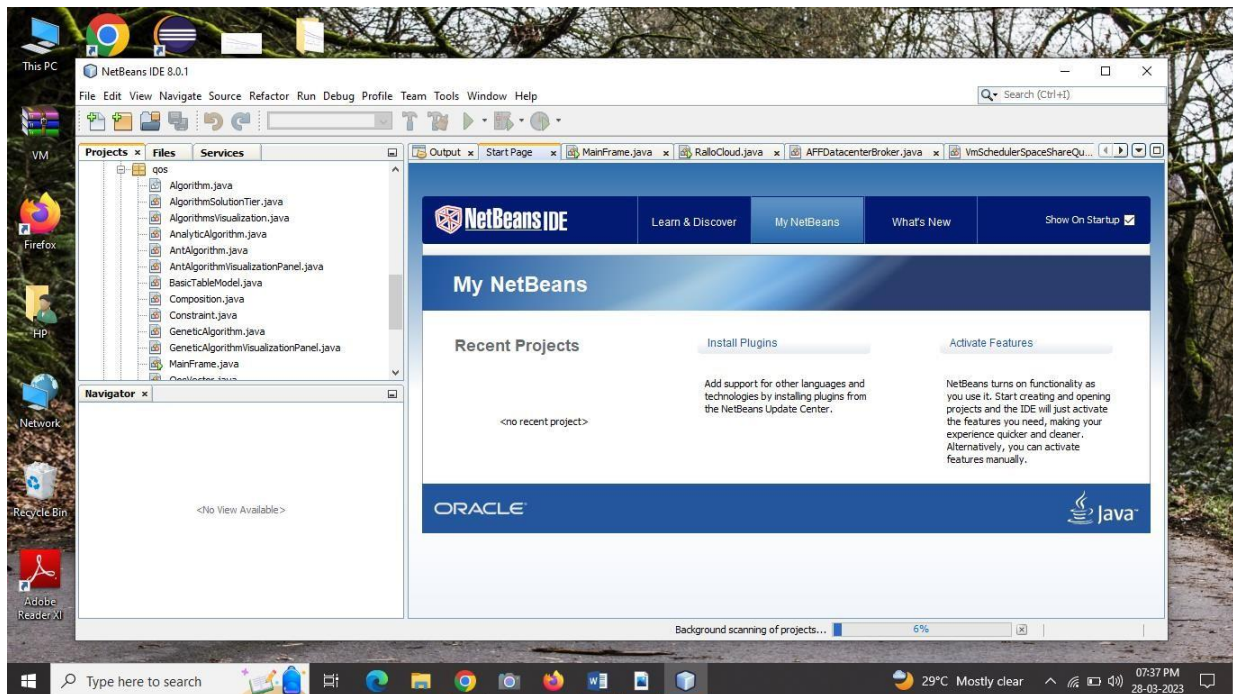 This PC
VM
Firefox
HP
Network
Recycle Bin
Adobe
Reader XI
NetBeans IDE 8.0.1
File Edit View Navigate Source Refactor Run Debug Profile Team Tools Window Help
Search (Ctrl+I)
Projects Files Services
Output Start Page MainFrame.java RalloCloud.java AFFDatacenterBroker.java VmSchedulerSpaceShareQu...
qos
Algorithm.java
AlgorithmSolutionTier.java
AlgorithmsVisualization.java
AnalyticAlgorithm.java
AntAlgorithm.java
AntAlgorithmVisualizationPanel.java
BasicTableModel.java
Composition.java
Constraint.java
GeneticAlgorithm.java
GeneticAlgorithmVisualizationPanel.java
MainFrame.java
Navigator
<No View Available>
NetBeans IDE
Learn & Discover My NetBeans What's New Show On Startup
My NetBeans
Recent Projects
<no recent project>
Install Plugins
Add support for other languages and
technologies by installing plugins from
the NetBeans Update Center.
Activate Features
NetBeans turns on functionality as
you use it. Start creating and opening
projects and the IDE will just activate
the features you need, making your
experience quicker and cleaner.
Alternatively, you can activate
features manually.
ORACLE
Java
Background scanning of projects... 6%
Type here to search
29°C Mostly clear
07:37 PM
28-03-2023